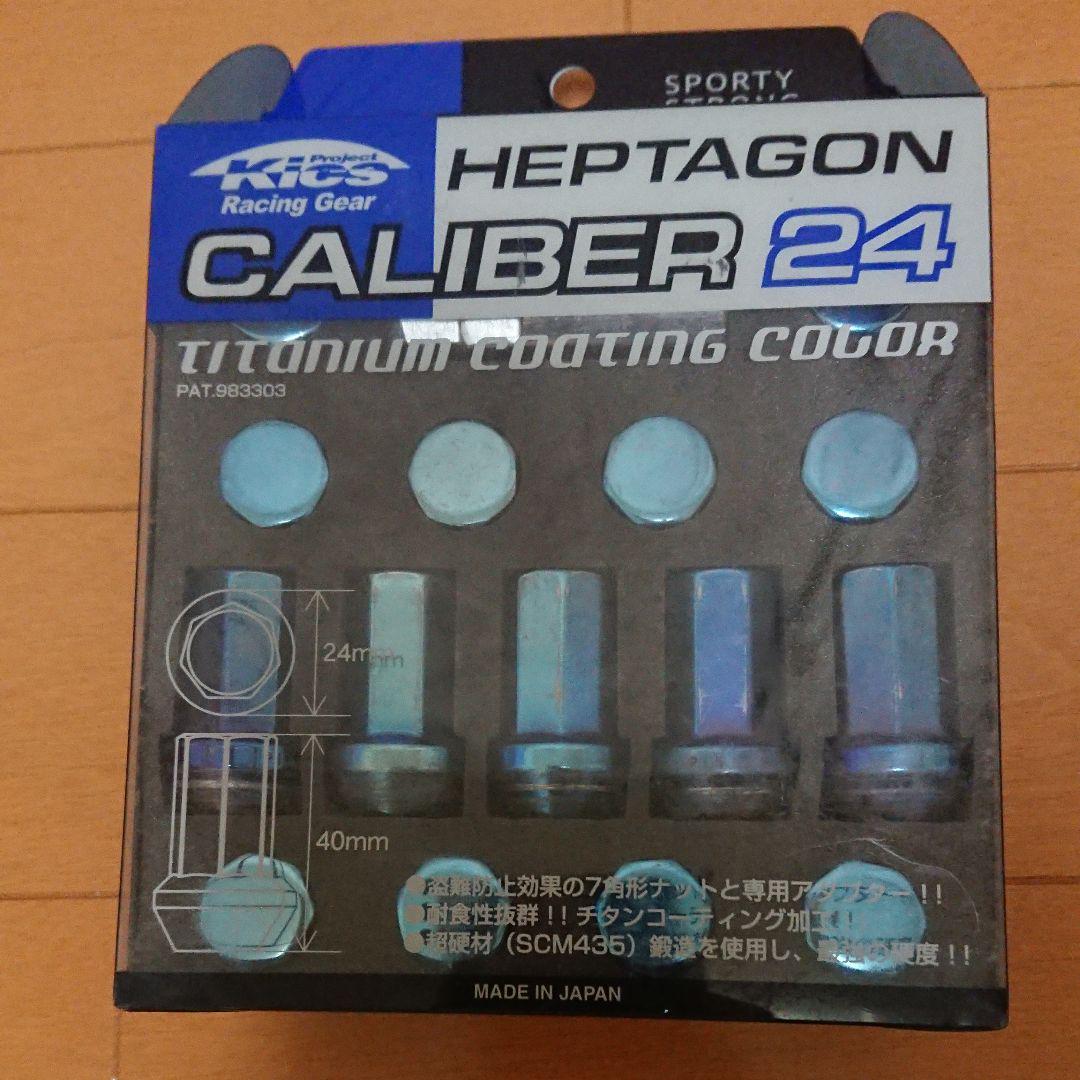 SPORTY
STRONG
Project
Kics
Racing Gear
HEPTAGON
CALIBER 24
TITANIUM COATING COLOR
PAT.983303
24mm
40mm
●盗難防止効果の7角形ナットと専用アダプター!!
●耐食性抜群!!チタンコーティング加工!!
●超硬材(SCM435)鍛造を使用し、最強の硬度!!
MADE IN JAPAN